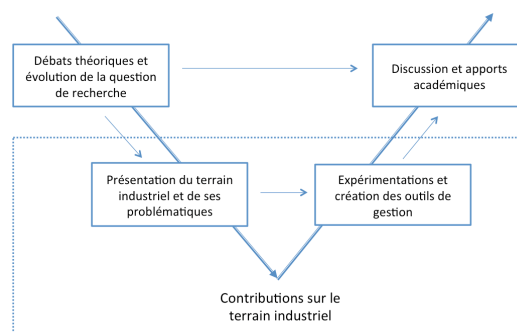 Débats théoriques et
évolution de la question
de recherche
Discussion et apports
académiques
Présentation du terrain
industriel et de ses
problématiques
Expérimentations et
création des outils de
gestion
Contributions sur le
terrain industriel